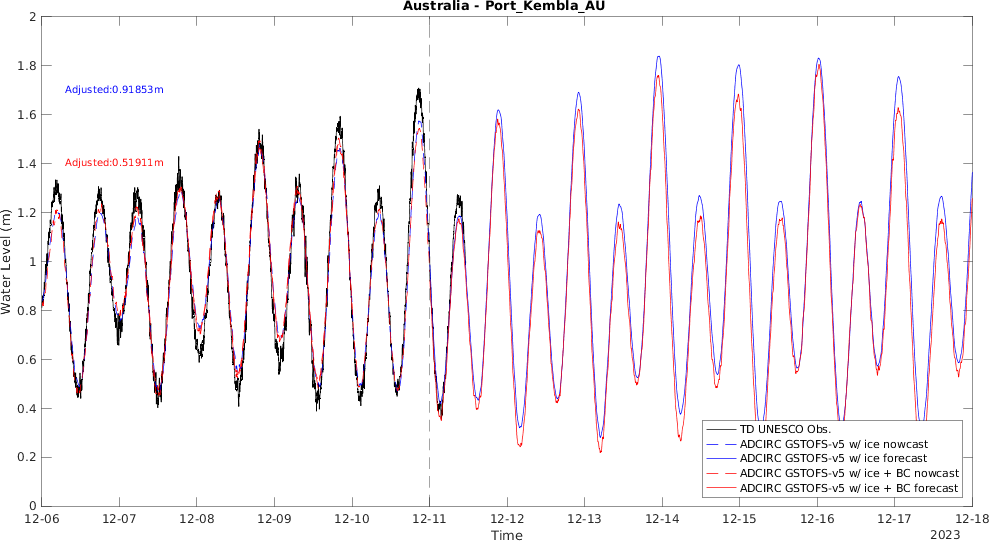 Australia - Port_Kembla_AU
Water Level (m)
2
1.8
1.6
1.4
1.2
1
0.8
0.6
0.4
0.2
0
Adjusted:0.91853m
Adjusted:0.51911m
TD UNESCO Obs.
ADCIRC GSTOFS-v5 w/ ice nowcast
ADCIRC GSTOFS-v5 w/ ice forecast
ADCIRC GSTOFS-v5 w/ ice + BC nowcast
ADCIRC GSTOFS-v5 w/ ice + BC forecast
12-06 12-07 12-08 12-09 12-10 12-11 12-12 12-13 12-14 12-15 12-16 12-17 12-18
Time
2023